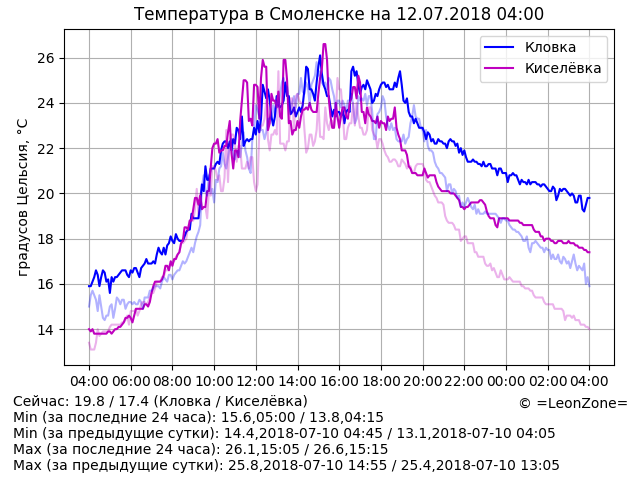 Температура в Смоленске на 12.07.2018 04:00
Кловка
Киселёвка
градусов Цельсия, °C
26
24
22
20
18
16
14
04:00 06:00 08:00 10:00 12:00 14:00 16:00 18:00 20:00 22:00 00:00 02:00 04:00
Сейчас: 19.8 / 17.4 (Кловка / Киселёвка)
© =LeonZone=
Min (за последние 24 часа): 15.6,05:00 / 13.8,04:15
Min (за предыдущие сутки): 14.4,2018-07-10 04:45 / 13.1,2018-07-10 04:05
Max (за последние 24 часа): 26.1,15:05 / 26.6,15:15
Max (за предыдущие сутки): 25.8,2018-07-10 14:55 / 25.4,2018-07-10 13:05